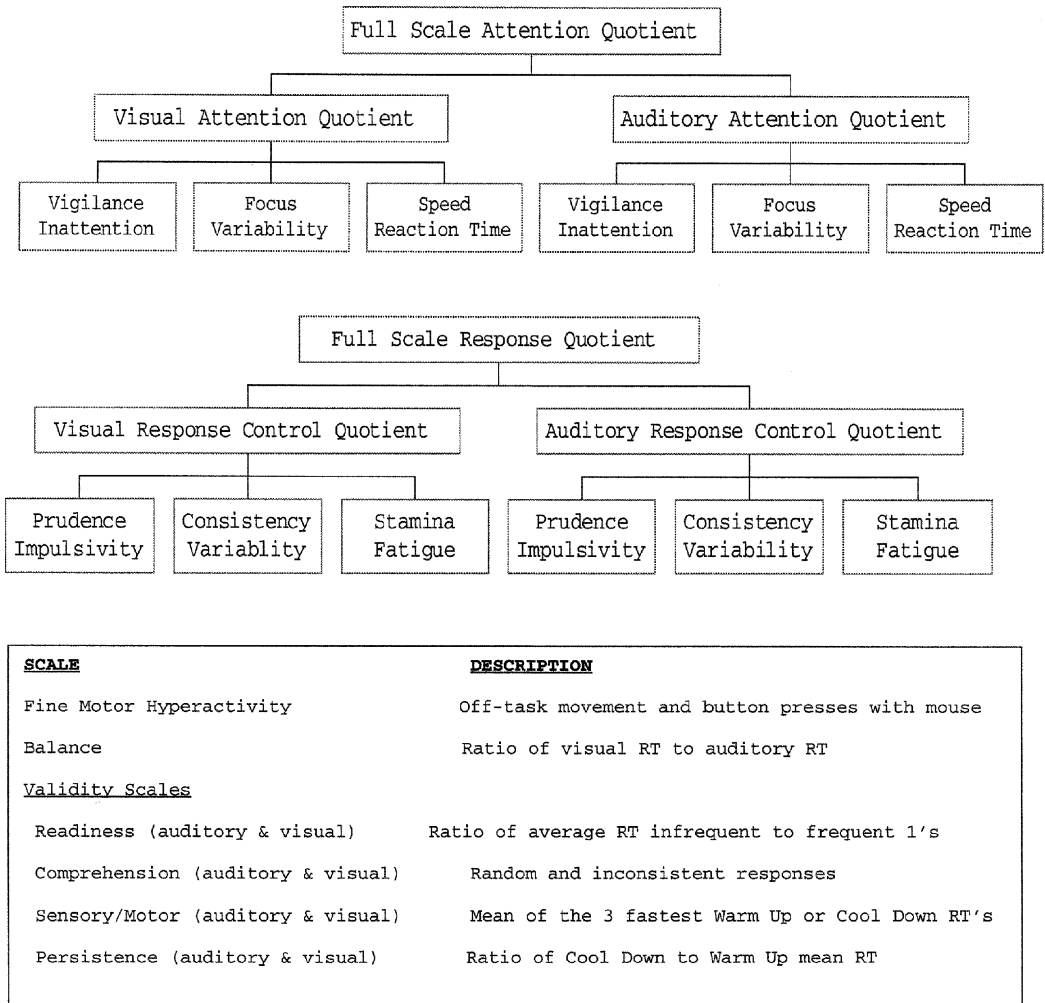 Full Scale Attention Quotient
Visual Attention Quotient
Auditory Attention Quotient
Vigilance
Inattention
Focus
Variability
Speed
Reaction Time
Vigilance
Inattention
Focus
Variability
Speed
Reaction Time
Full Scale Response Quotient
Visual Response Control Quotient
Auditory Response Control Quotient
Prudence
Impulsivity
Consistency
Variablity
Stamina
Fatigue
Prudence
Impulsivity
Consistency
Variability
Stamina
Fatigue
SCALE DESCRIPTION
Fine Motor Hyperactivity Off-task movement and button presses with mouse
Balance Ratio of visual RT to auditory RT
Validity Scales
Readiness (auditory & visual) Ratio of average RT infrequent to frequent 1's
Comprehension (auditory & visual) Random and inconsistent responses
Sensory/Motor (auditory & visual) Mean of the 3 fastest Warm Up or Cool Down RT's
Persistence (auditory & visual) Ratio of Cool Down to Warm Up mean RT